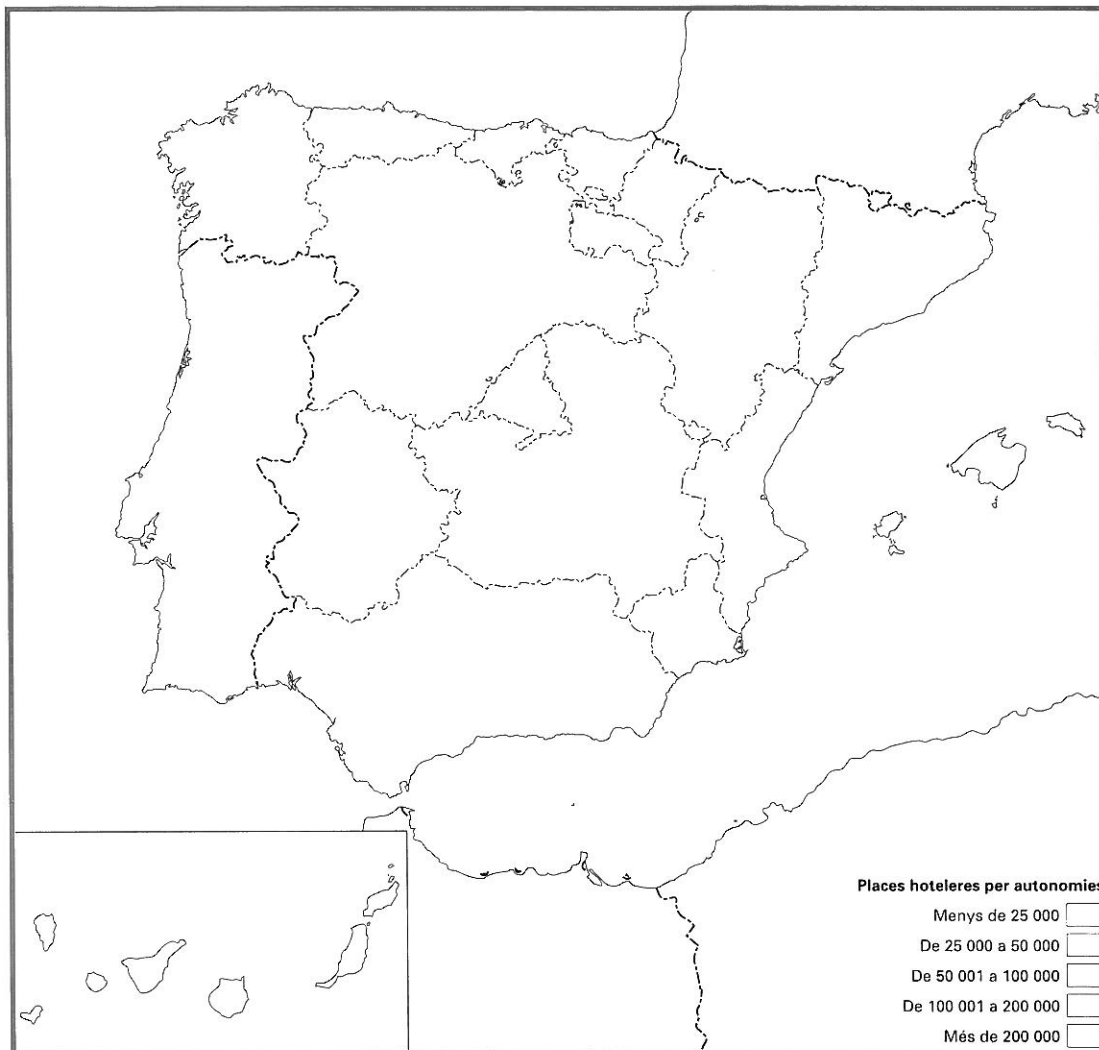 Places hoteleres per autonomies
Menys de 25 000
De 25 000 a 50 000
De 50 001 a 100 000
De 100 001 a 200 000
Més de 200 000